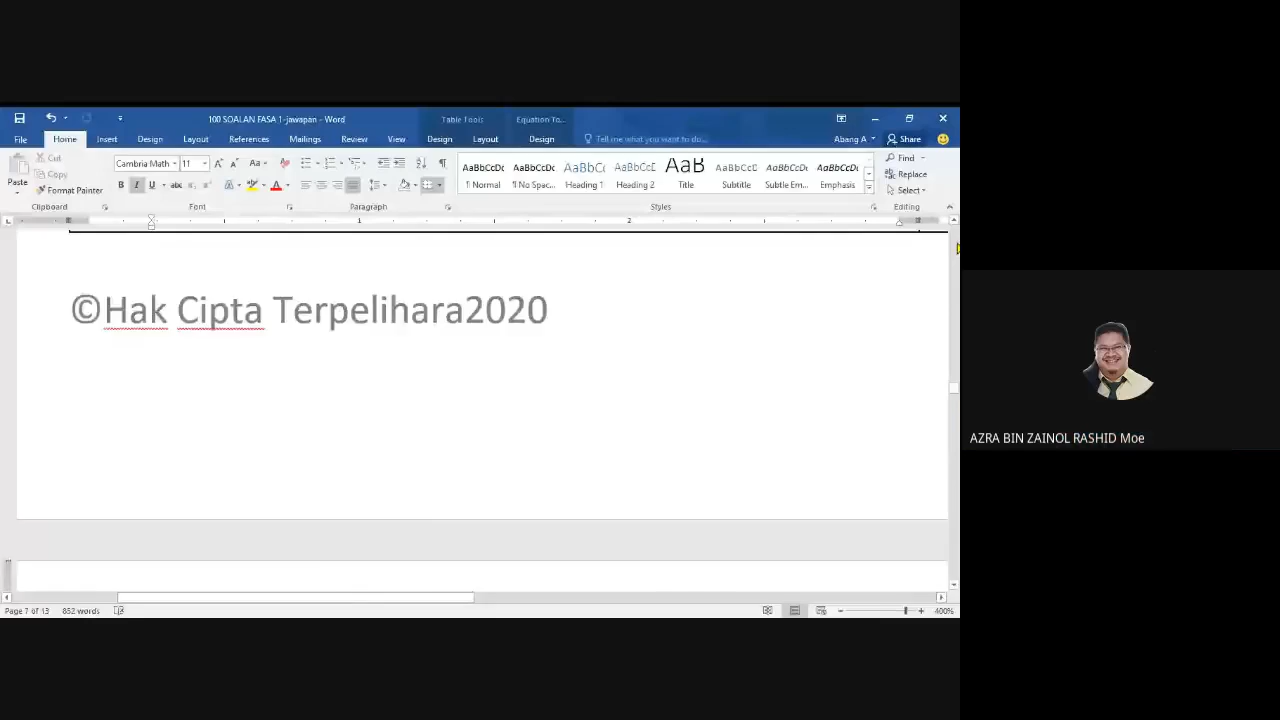 100 SOALAN FASA 1-jawapan - Word
Table Tools
Equation To...
File
Home
Insert
Design
Layout
References
Mailings
Review
View
Design
Layout
Design
Tell me what you want to do...
Abang A
Share
Paste
Cut
Copy
Format Painter
Clipboard
Cambria Math
11
Font
Paragraph
AaBbCcDc
¶ Normal
AaBbCcDc
¶ No Spac...
AaBbC
Heading 1
AaBbCcE
Heading 2
AaB
Title
AaBbCcD
Subtitle
AaBbCcDc
Subtle Em...
AaBbCcDc
Emphasis
Styles
Find
Replace
Select
Editing
1
2
©Hak Cipta Terpelihara2020
Page 7 of 13
852 words
400%
AZRA BIN ZAINOL RASHID Moe